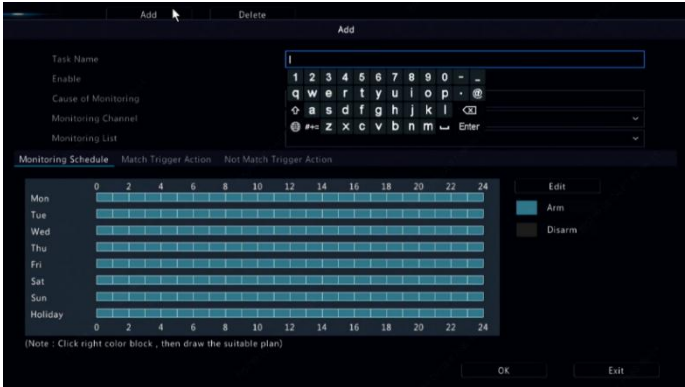 Add Delete
Add
Task Name
Enable
Cause of Monitoring
Monitoring Channel
Monitoring List
1 2 3 4 5 6 7 8 9 0 - _
q w e r t y u i o p . @
a s d f g h j k l
#+= z x c v b n m Enter
Monitoring Schedule Match Trigger Action Not Match Trigger Action
0 2 4 6 8 10 12 14 16 18 20 22 24
Edit
Mon
Arm
Tue
Disarm
Wed
Thu
Fri
Sat
Sun
Holiday
0 2 4 6 8 10 12 14 16 18 20 22 24
(Note : Click right color block , then draw the suitable plan)
OK Exit